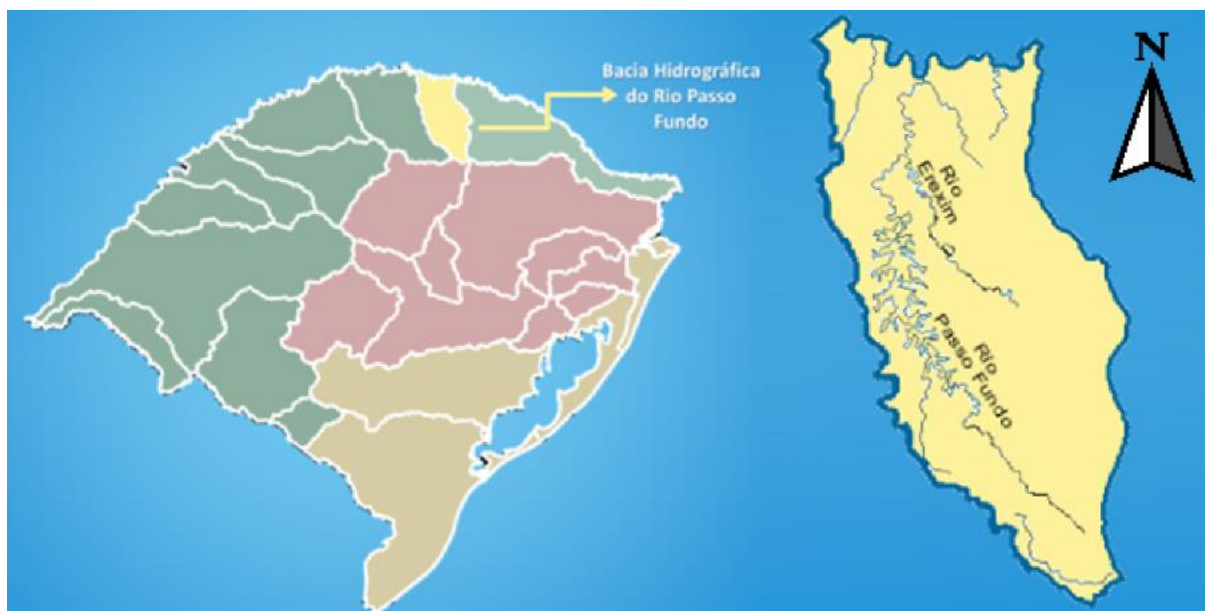 Bacia Hidrográfica
do Rio Passo
Fundo
N
Rio
Erexim
Rio
Passo Fundo